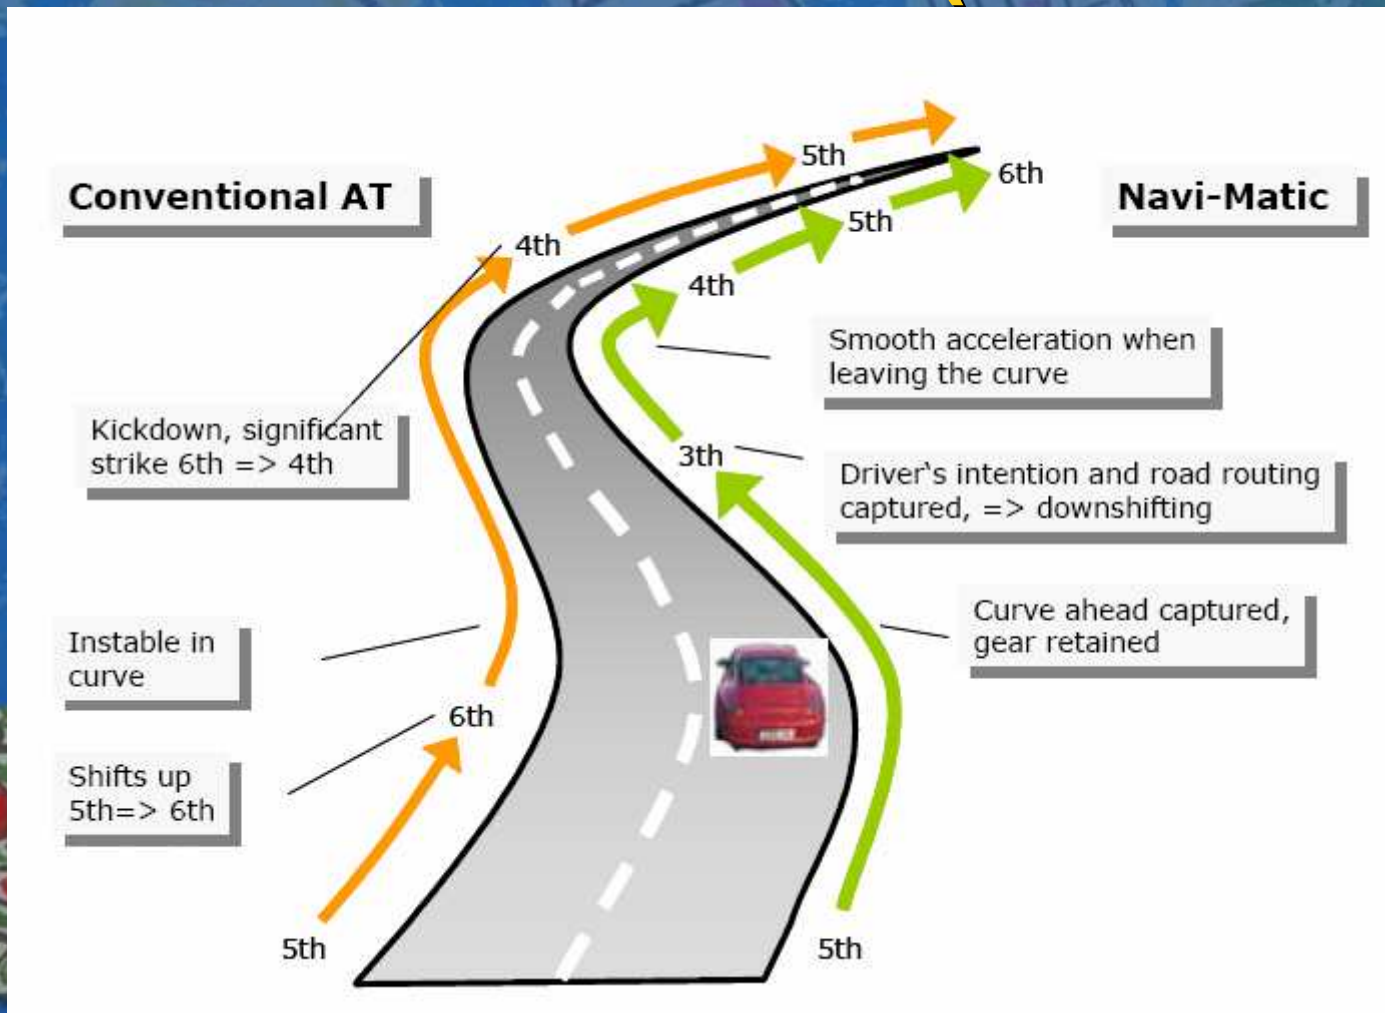 Conventional AT
Navi-Matic
5th
6th
4th
5th
4th
5th
6th
Smooth acceleration when
leaving the curve
Kickdown, significant
strike 6th => 4th
3th
Driver‘s intention and road routing
captured, => downshifting
Curve ahead captured,
gear retained
Instable in
curve
6th
Shifts up
5th=> 6th
5th
5th